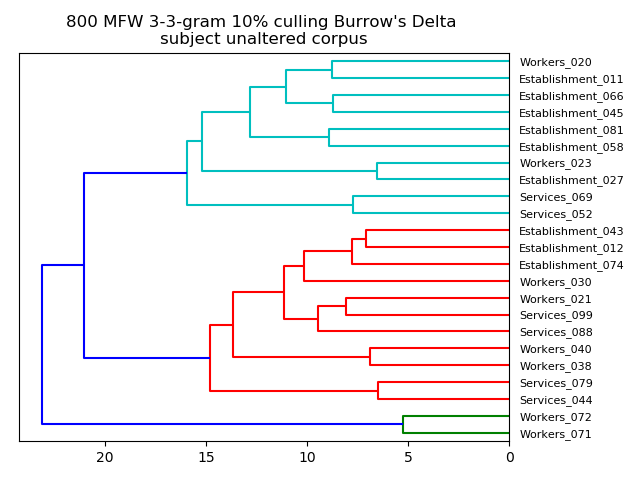 800 MFW 3-3-gram 10% culling Burrow's Delta
subject unaltered corpus
Workers_020
Establishment_011
Establishment_066
Establishment_045
Establishment_081
Establishment_058
Workers_023
Establishment_027
Services_069
Services_052
Establishment_043
Establishment_012
Establishment_074
Workers_030
Workers_021
Services_099
Services_088
Workers_040
Workers_038
Services_079
Services_044
Workers_072
Workers_071
20 15 10 5 0